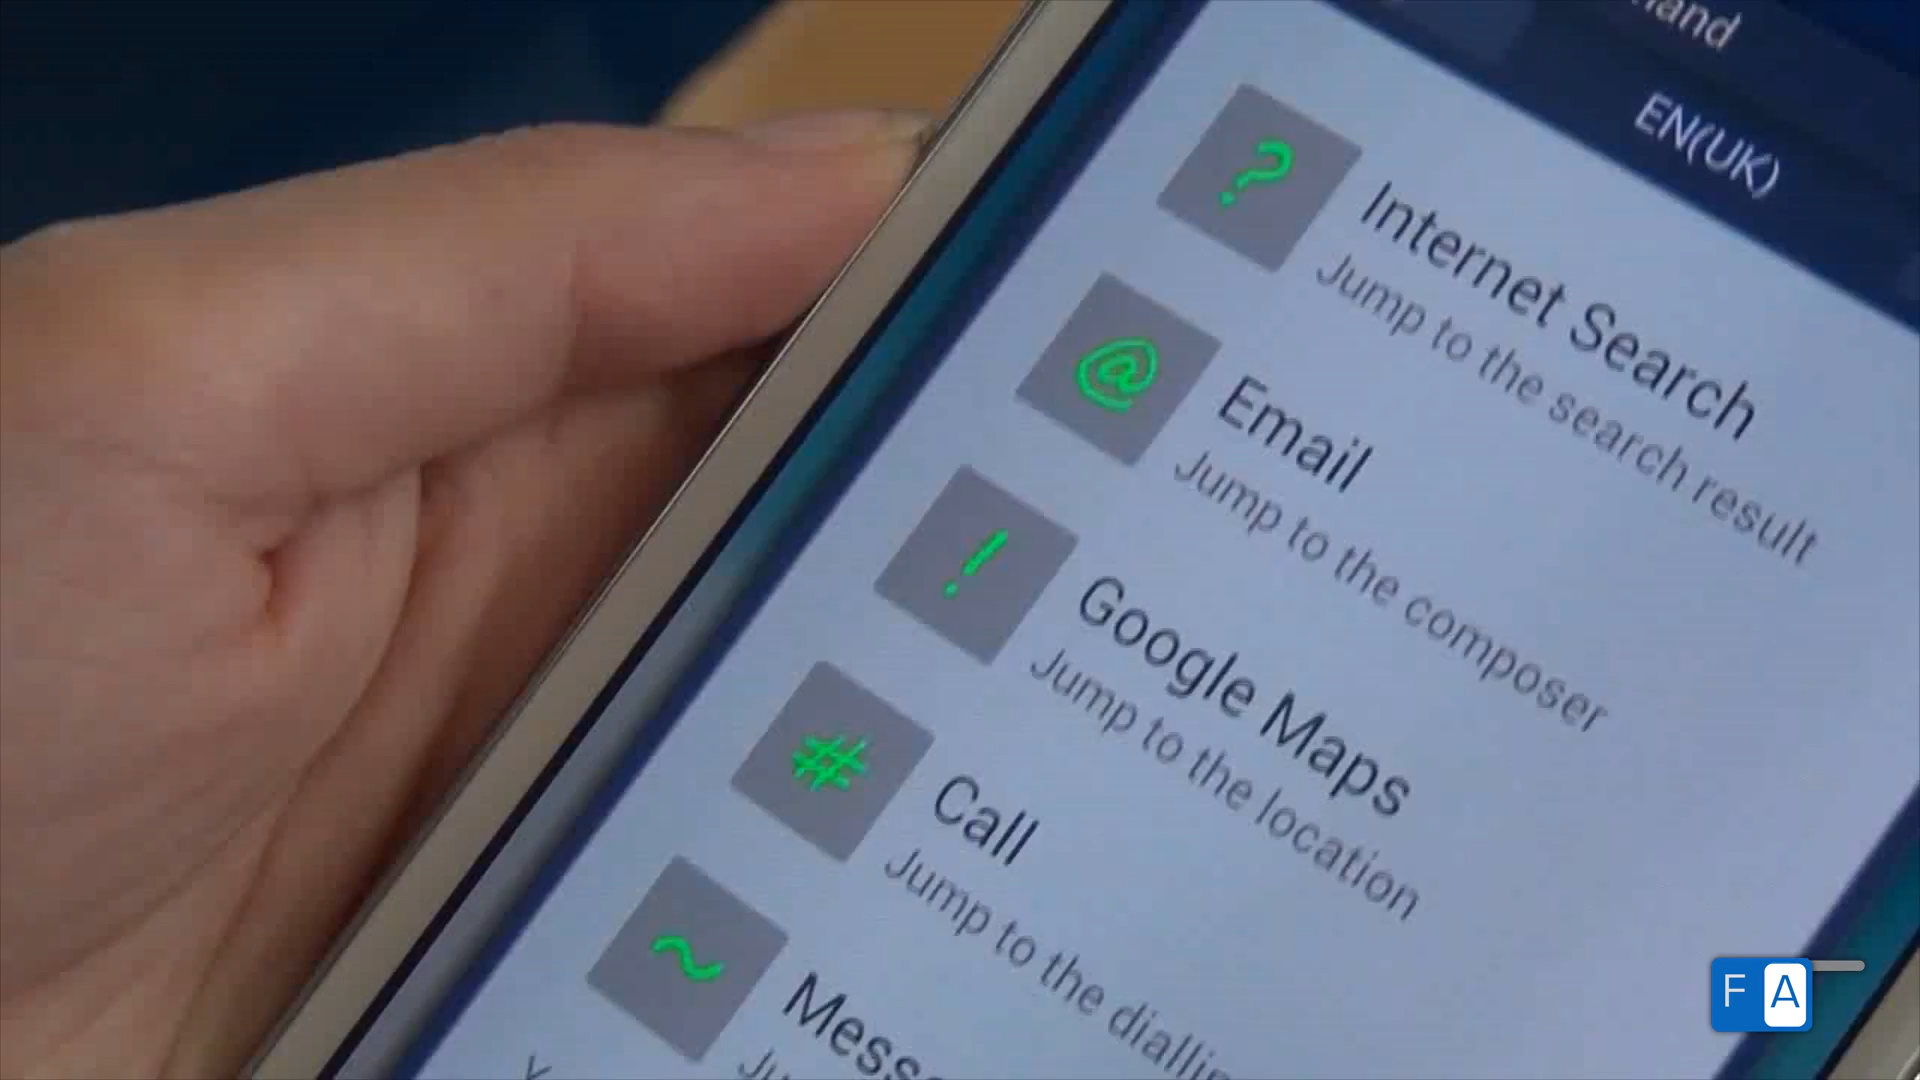 EN(UK)
?
Internet Search
Jump to the search result
@
Email
Jump to the composer
!
Google Maps
Jump to the location
#
Call
Jump to the
~
F A